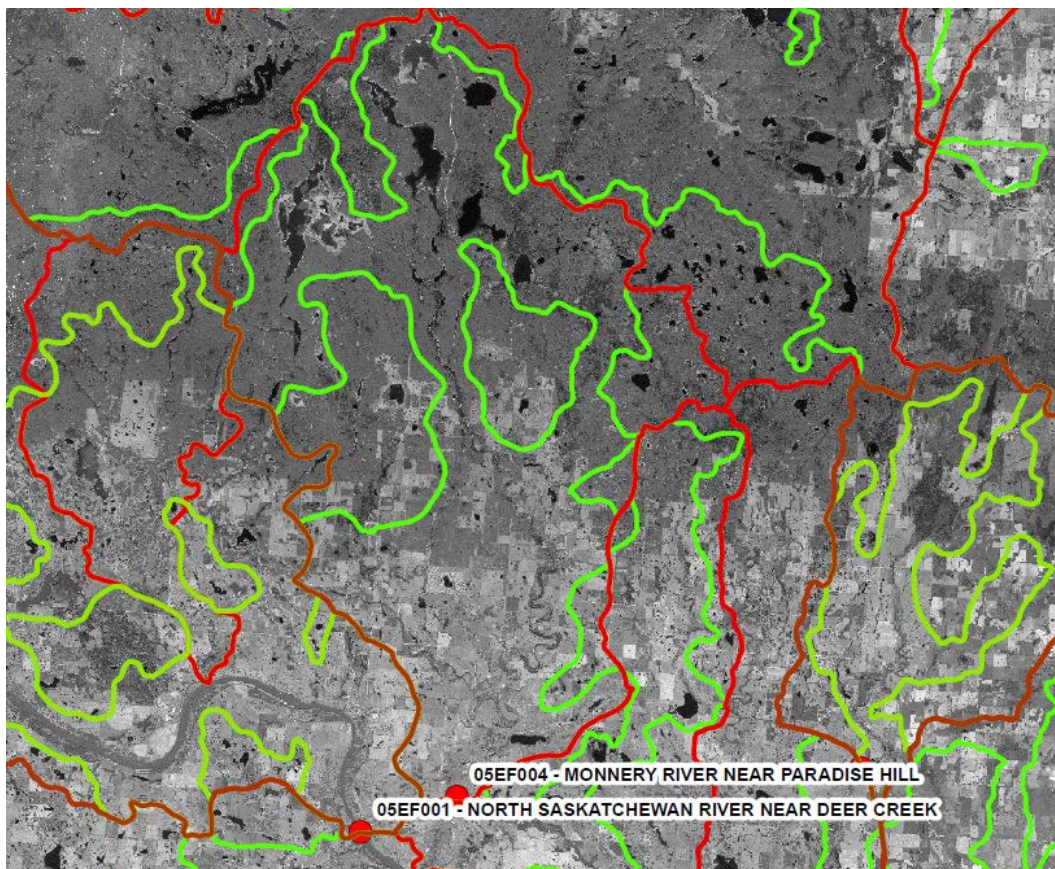 05EF004 - MONNERY RIVER NEAR PARADISE HILL
05EF001 - NORTH SASKATCHEWAN RIVER NEAR DEER CREEK